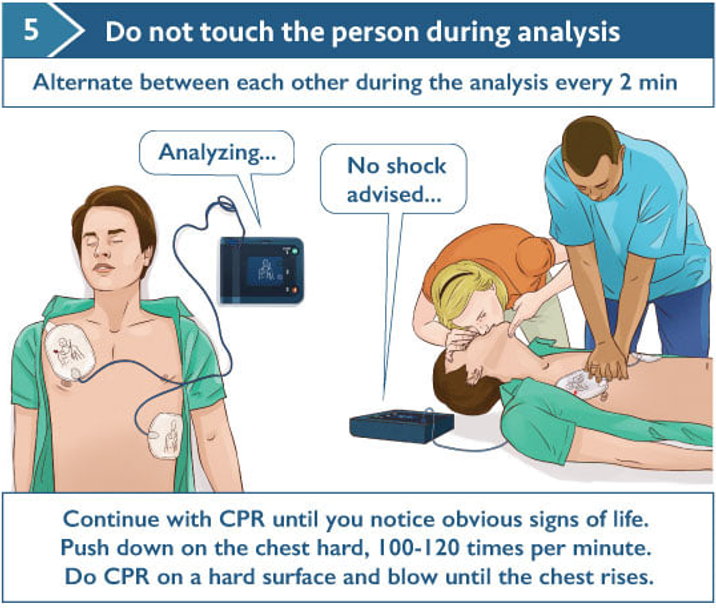 5
Do not touch the person during analysis
Alternate between each other during the analysis every 2 min
Analyzing...
No shock
advised...
Continue with CPR until you notice obvious signs of life.
Push down on the chest hard, 100-120 times per minute.
Do CPR on a hard surface and blow until the chest rises.